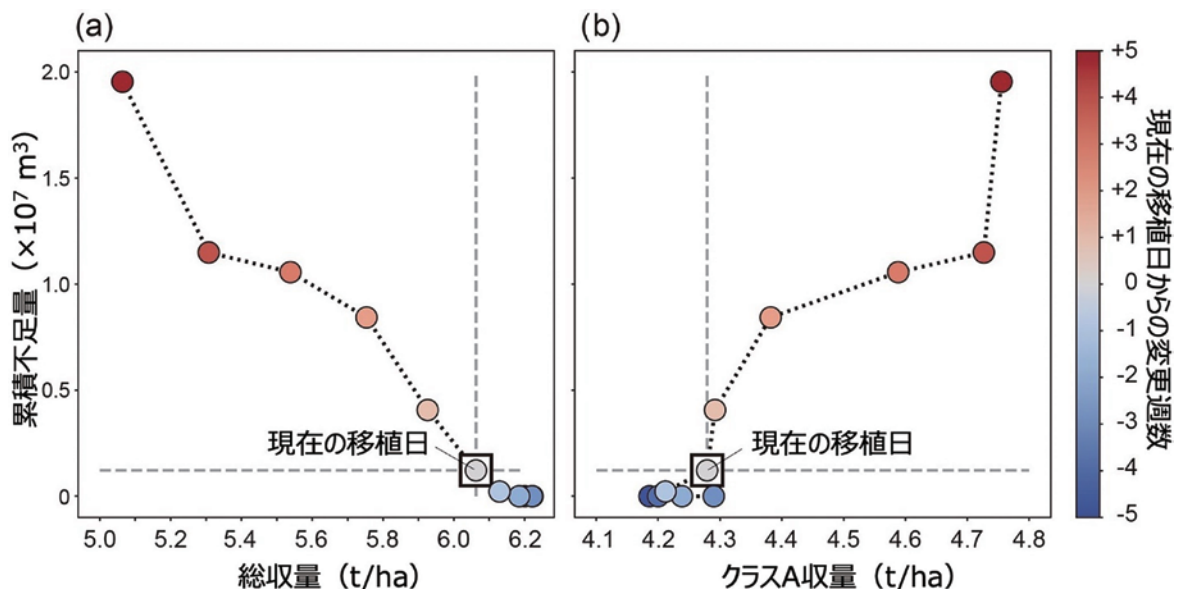 (a)
(b)
累積不足量（×10⁷ m³）
2.0
1.5
1.0
0.5
0
現在の移植日
現在の移植日
5.0 5.2 5.4 5.6 5.8 6.0 6.2
4.1 4.2 4.3 4.4 4.5 4.6 4.7 4.8
総収量（t/ha）
クラスA収量（t/ha）
+5
+4
+3
+2
+1
0
-1
-2
-3
-4
-5
現在の移植日からの変更週数